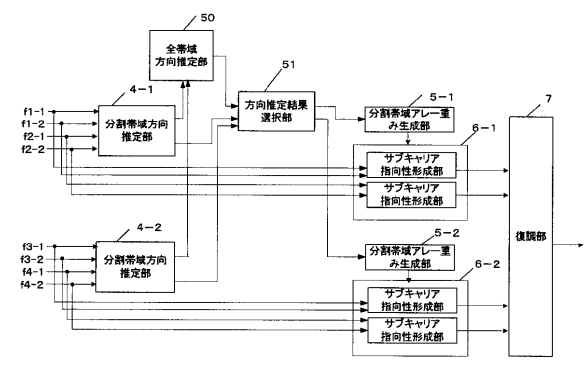 50
全帯域
方向推定部
4-1
51
5-1
7
f1-1
f1-2
f2-1
f2-2
分割帯域方向
推定部
方向推定結果
選択部
分割帯域アレー重
み生成部
6-1
サブキャリア
指向性形成部
サブキャリア
指向性形成部
復調部
4-2
5-2
f3-1
f3-2
f4-1
f4-2
分割帯域方向
推定部
分割帯域アレー重
み生成部
6-2
サブキャリア
指向性形成部
サブキャリア
指向性形成部